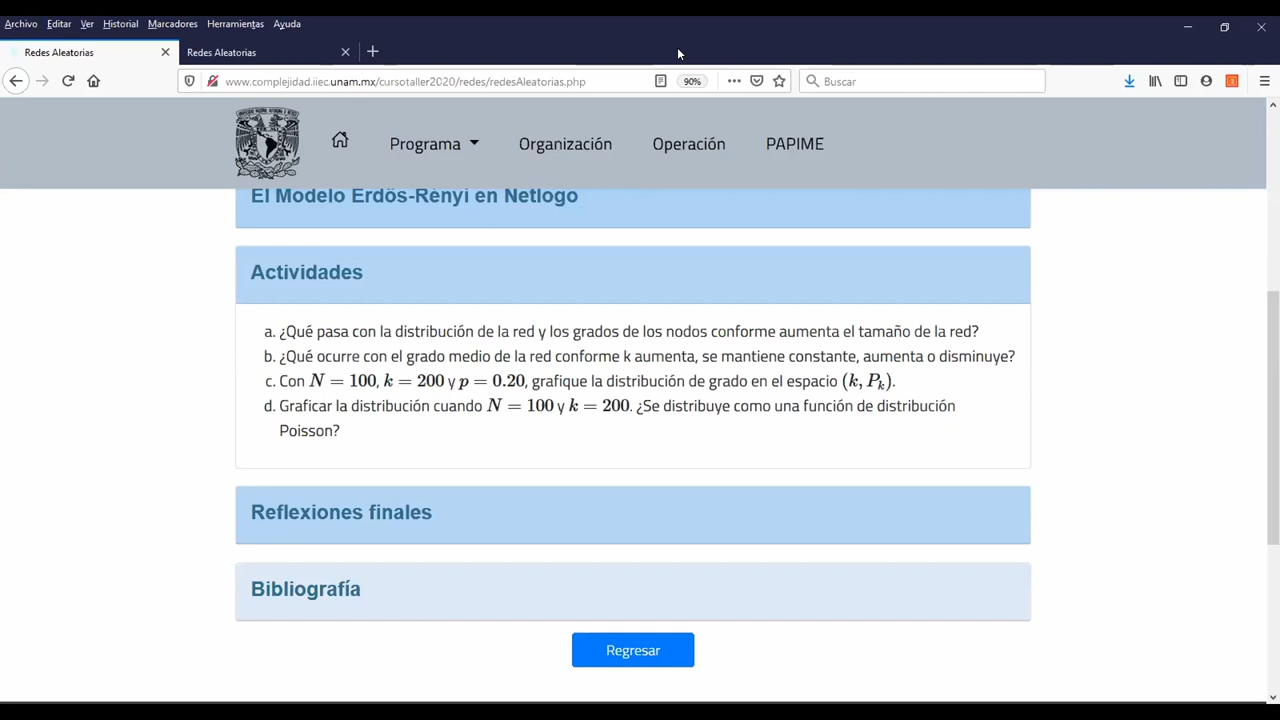 Archivo Editar Ver Historial Marcadores Herramientas Ayuda
Redes Aleatorias
Redes Aleatorias
www.complejidad.iiec.unam.mx/cursotaller2020/redes/redesAleatorias.php
90%
Buscar
Programa
Organización
Operación
PAPIME
El Modelo Erdös-Rényi en Netlogo
Actividades
a. ¿Qué pasa con la distribución de la red y los grados de los nodos conforme aumenta el tamaño de la red?
b. ¿Qué ocurre con el grado medio de la red conforme k aumenta, se mantiene constante, aumenta o disminuye?
c. Con N = 100, k = 200 y p = 0.20, grafique la distribución de grado en el espacio (k, Pₖ).
d. Graficar la distribución cuando N = 100 y k = 200. ¿Se distribuye como una función de distribución
Poisson?
Reflexiones finales
Bibliografía
Regresar